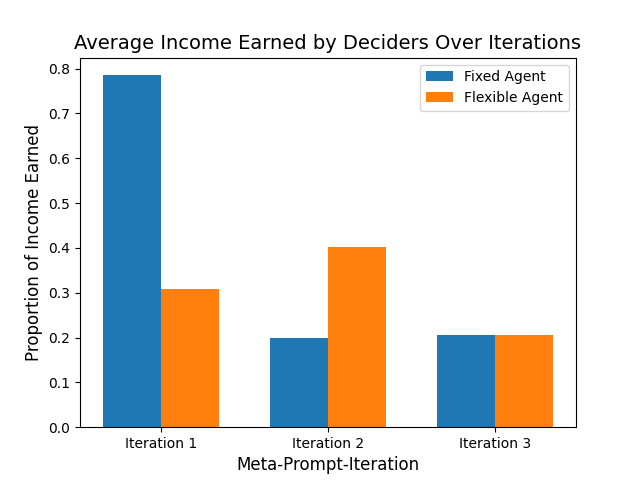 Average Income Earned by Deciders Over Iterations
Fixed Agent
Flexible Agent
Proportion of Income Earned
0.8
0.7
0.6
0.5
0.4
0.3
0.2
0.1
0.0
Iteration 1
Iteration 2
Iteration 3
Meta-Prompt-Iteration